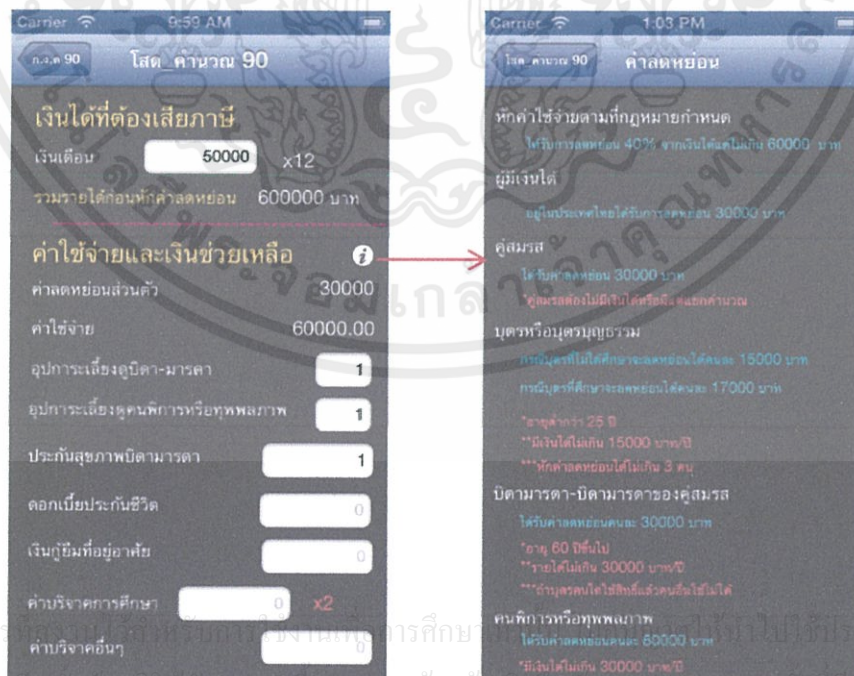 Carrier 9:59 AM
ภ.ง.ด 90 โสด_คำนวณ 90
เงินได้ที่ต้องเสียภาษี
เงินเดือน 50000 x12
รวมรายได้ก่อนหักค่าลดหย่อน 600000 บาท
ค่าใช้จ่ายและเงินช่วยเหลือ i
ค่าลดหย่อนส่วนตัว 30000
ค่าใช้จ่าย 60000.00
อุปการะเลี้ยงดูบิดา-มารดา 1
อุปการะเลี้ยงดูคนพิการหรือทุพพลภาพ 1
ประกันสุขภาพบิดามารดา 1
ดอกเบี้ยประกันชีวิต 0
เงินกู้ยืมที่อยู่อาศัย 0
ค่าบริจาคการศึกษา 0 x2
ค่าบริจาคอื่นๆ 0
Carrier 1:03 PM
โสด_คำนวณ 90 ค่าลดหย่อน
หักค่าใช้จ่ายตามที่กฎหมายกำหนด
ได้รับการลดหย่อน 40% จากเงินได้แต่ไม่เกิน 60000 บาท
ผู้มีเงินได้
อยู่ในประเทศไทยได้รับการลดหย่อน 30000 บาท
คู่สมรส
ได้รับค่าลดหย่อน 30000 บาท
*คู่สมรสต้องไม่มีเงินได้หรือมีแต่แยกคำนวณ
บุตรหรือบุตรบุญธรรม
กรณีบุตรที่ไม่ได้ศึกษาจะลดหย่อนได้คนละ 15000 บาท
กรณีบุตรที่ศึกษาจะลดหย่อนได้คนละ 17000 บาท
*อายุต่ำกว่า 25 ปี
**มีเงินได้ไม่เกิน 15000 บาท/ปี
***หักค่าลดหย่อนได้ไม่เกิน 3 คน
บิดามารดา-บิดามารดาของคู่สมรส
ได้รับค่าลดหย่อนคนละ 30000 บาท
*อายุ 60 ปีขึ้นไป
**รายได้ไม่เกิน 30000 บาท/ปี
***ถ้าบุตรคนใดใช้สิทธิ์แล้วคนอื่นใช้ไม่ได้
คนพิการหรือทุพพลภาพ
ได้รับค่าลดหย่อนคนละ 60000 บาท
*มีเงินได้ไม่เกิน 30000 บาท/ปี